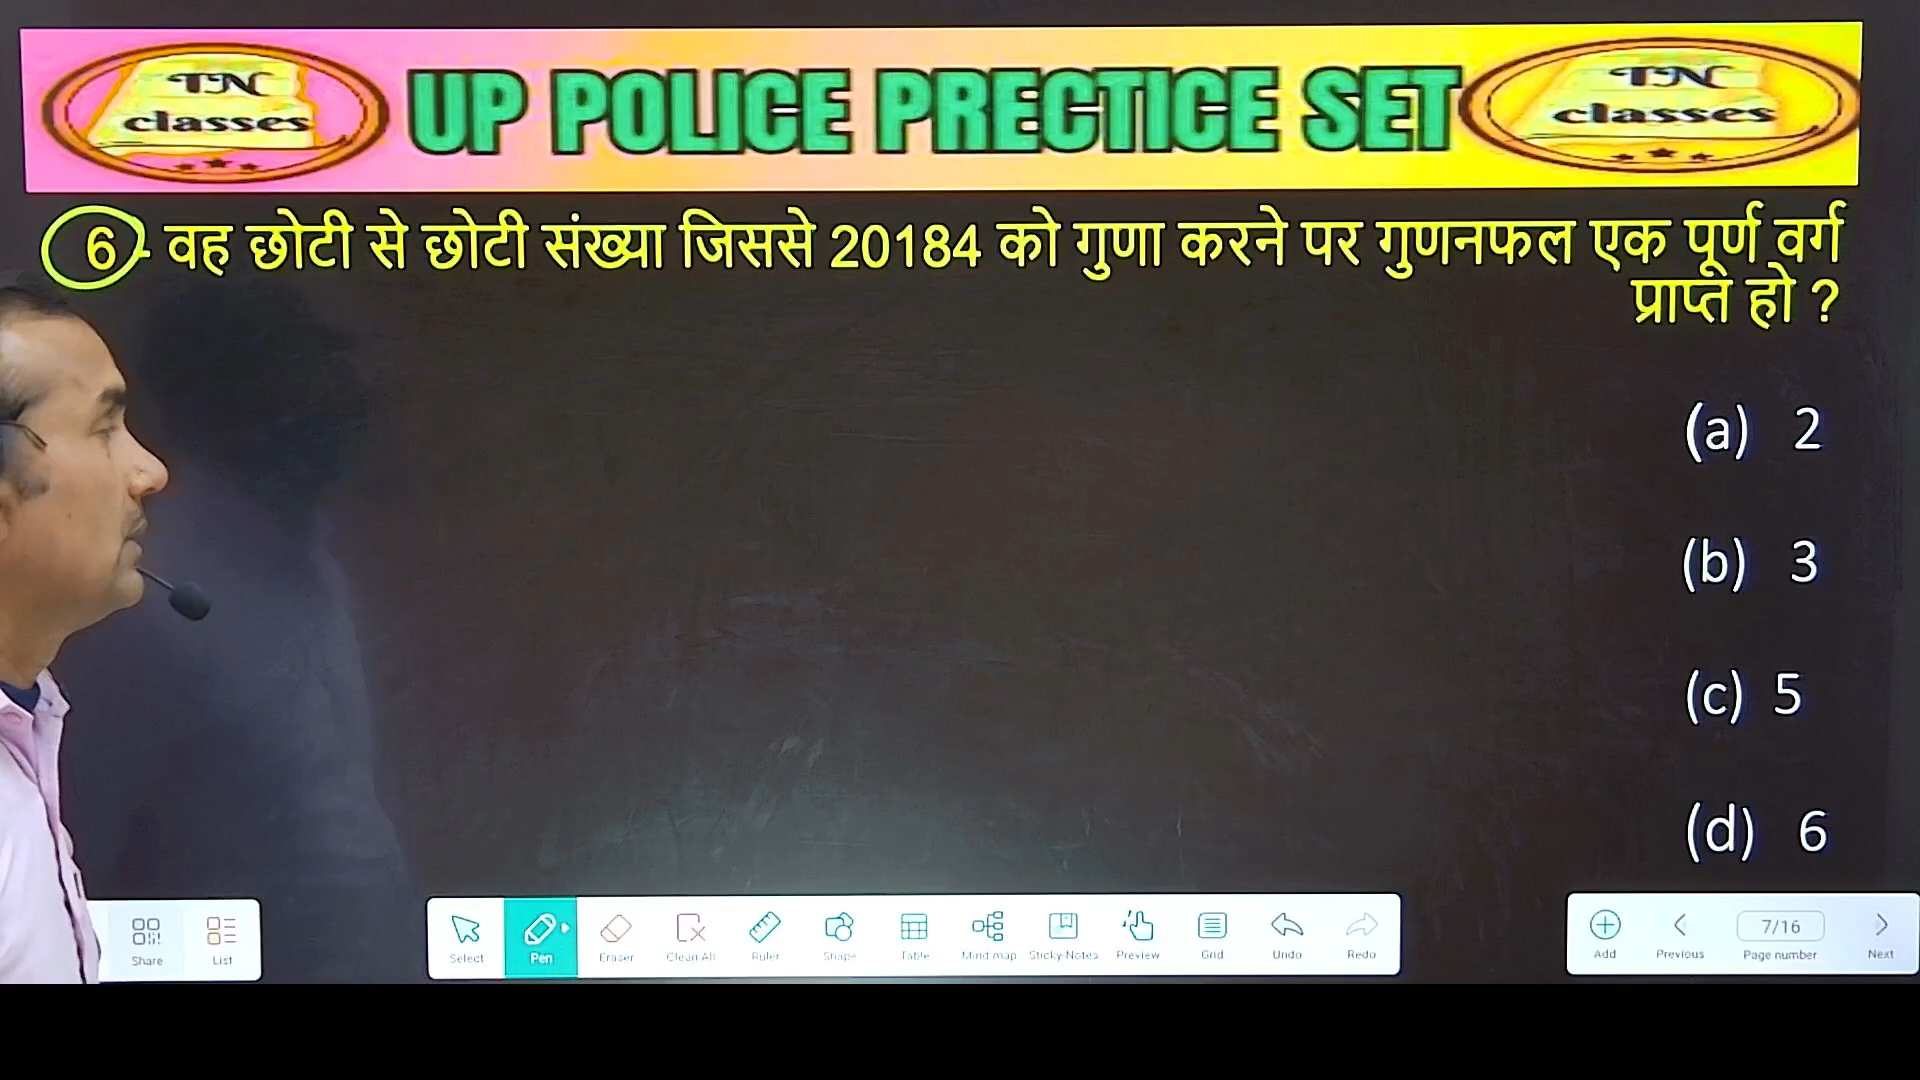 TN
classes
UP POLICE PRECTICE SET
TN
classes
6 - वह छोटी से छोटी संख्या जिससे 20184 को गुणा करने पर गुणनफल एक पूर्ण वर्ग
प्राप्त हो ?
(a) 2
(b) 3
(c) 5
(d) 6
Share
List
Select
Pen
Eraser
Clean All
Ruler
Shape
Table
Mind map
Sticky-Notes
Preview
Grid
Undo
Redo
Add
Previous
7/16
Page number
Next